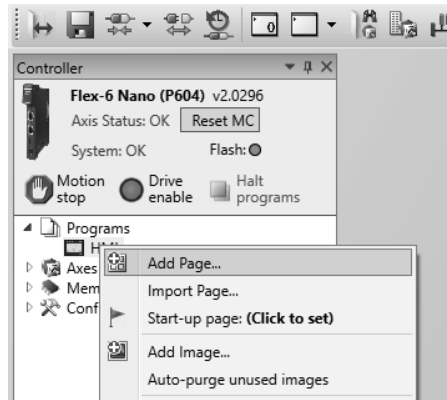 0
Controller
Flex-6 Nano (P604) v2.0296
Axis Status: OK Reset MC
System: OK Flash:
Motion stop
Drive enable
Halt programs
Programs
Axes
Add Page...
Import Page...
Start-up page: (Click to set)
Add Image...
Auto-purge unused images